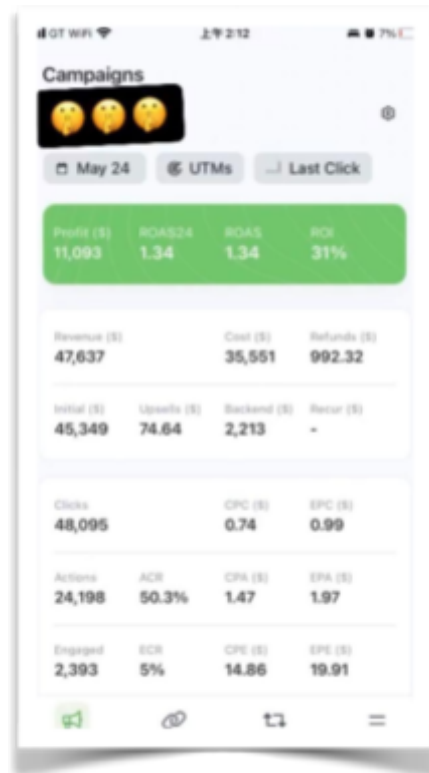 GT WiFi 上午2:12 7%
Campaigns
May 24 UTMs Last Click
Profit ($) ROAS24 ROAS ROI
11,093 1.34 1.34 31%
Revenue ($) Cost ($) Refunds ($)
47,637 35,551 992.32
Initial ($) Upsells ($) Backend ($) Recur ($)
45,349 74.64 2,213 -
Clicks CPC ($) EPC ($)
48,095 0.74 0.99
Actions ACR CPA ($) EPA ($)
24,198 50.3% 1.47 1.97
Engaged ECR CPE ($) EPE ($)
2,393 5% 14.86 19.91